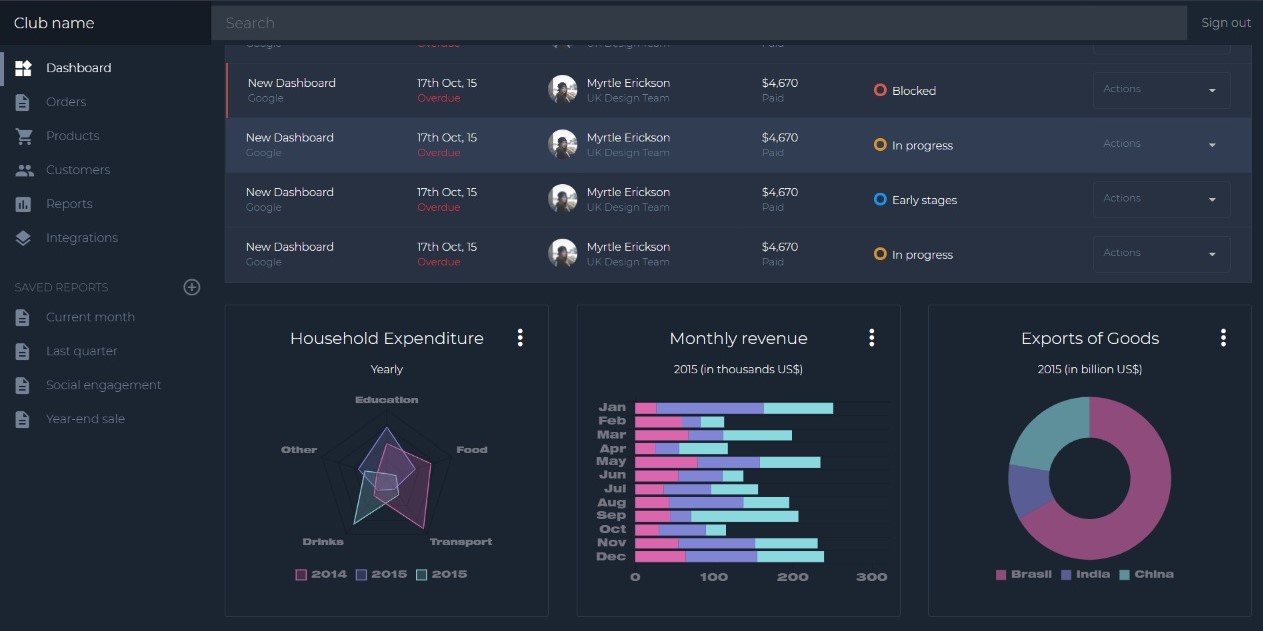 Club name
Search
Sign out
Dashboard
Orders
Products
Customers
Reports
Integrations
SAVED REPORTS
Current month
Last quarter
Social engagement
Year-end sale
Google Overdue UK Design Team Paid
New Dashboard 17th Oct, 15 Myrtle Erickson $4,670
Google Overdue UK Design Team Paid
Blocked Actions
New Dashboard 17th Oct, 15 Myrtle Erickson $4,670
Google Overdue UK Design Team Paid
In progress Actions
New Dashboard 17th Oct, 15 Myrtle Erickson $4,670
Google Overdue UK Design Team Paid
Early stages Actions
New Dashboard 17th Oct, 15 Myrtle Erickson $4,670
Google Overdue UK Design Team Paid
In progress Actions
Household Expenditure
Yearly
Education
Other Food
Drinks Transport
2014 2015 2015
Monthly revenue
2015 (in thousands US$)
Jan
Feb
Mar
Apr
May
Jun
Jul
Aug
Sep
Oct
Nov
Dec
0 100 200 300
Exports of Goods
2015 (in billion US$)
Brasil India China